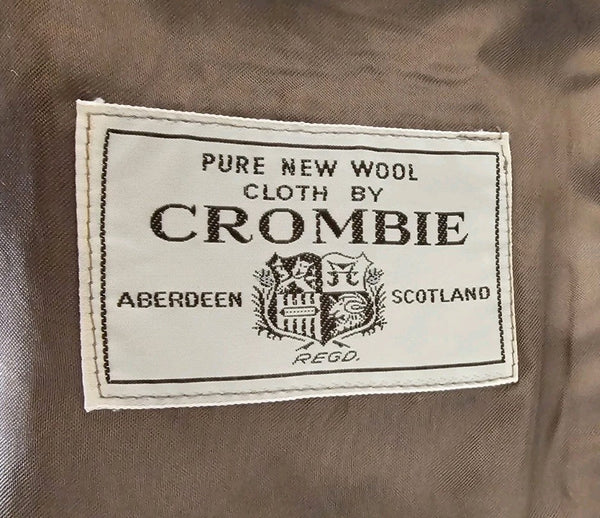 PURE NEW WOOL
CLOTH BY
CROMBIE
ABERDEEN SCOTLAND
REGD.